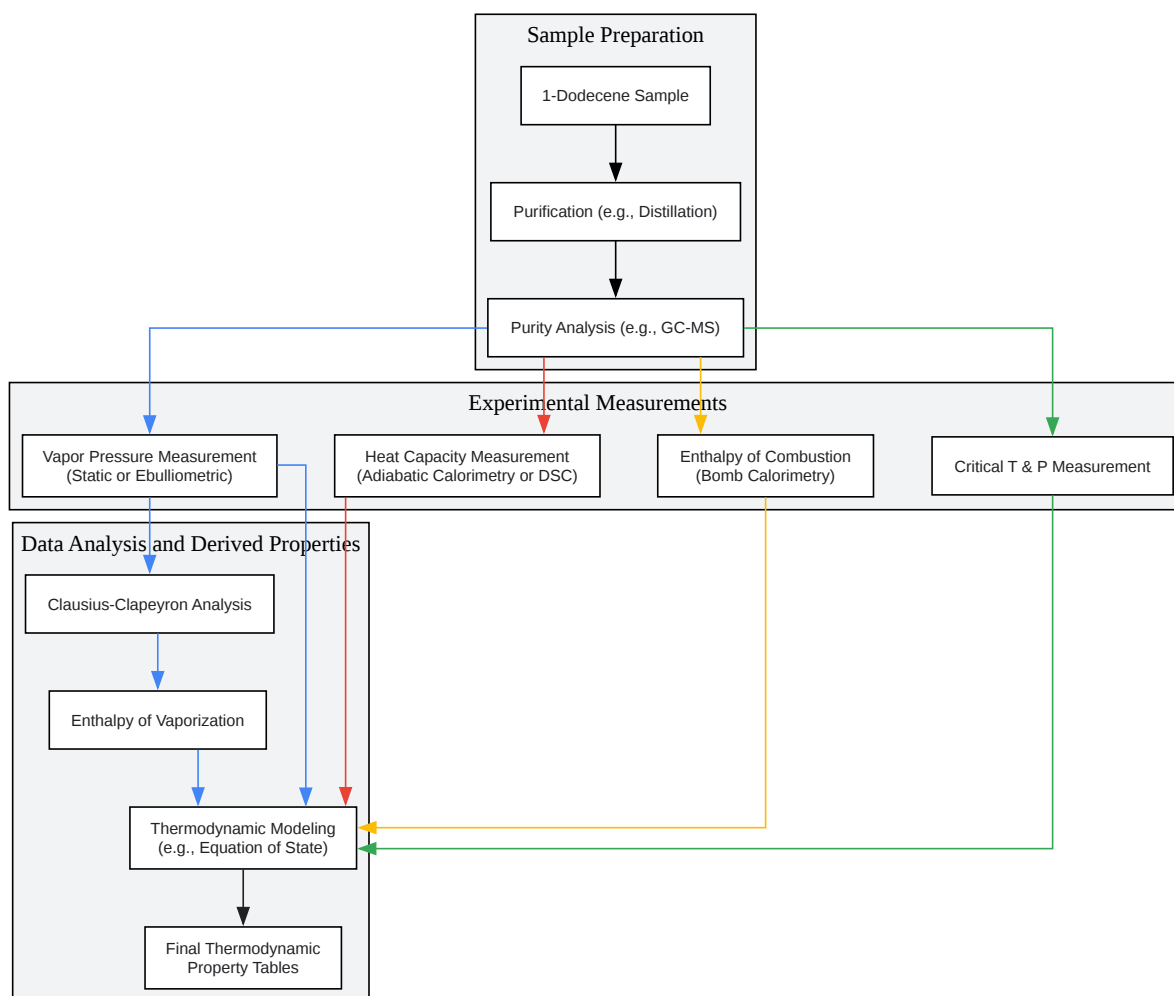 Sample Preparation
1-Dodecene Sample
Purification (e.g., Distillation)
Purity Analysis (e.g., GC-MS)
Experimental Measurements
Vapor Pressure Measurement
(Static or Ebulliometric)
Heat Capacity Measurement
(Adiabatic Calorimetry or DSC)
Enthalpy of Combustion
(Bomb Calorimetry)
Critical T & P Measurement
Data Analysis and Derived Properties
Clausius-Clapeyron Analysis
Enthalpy of Vaporization
Thermodynamic Modeling
(e.g., Equation of State)
Final Thermodynamic
Property Tables